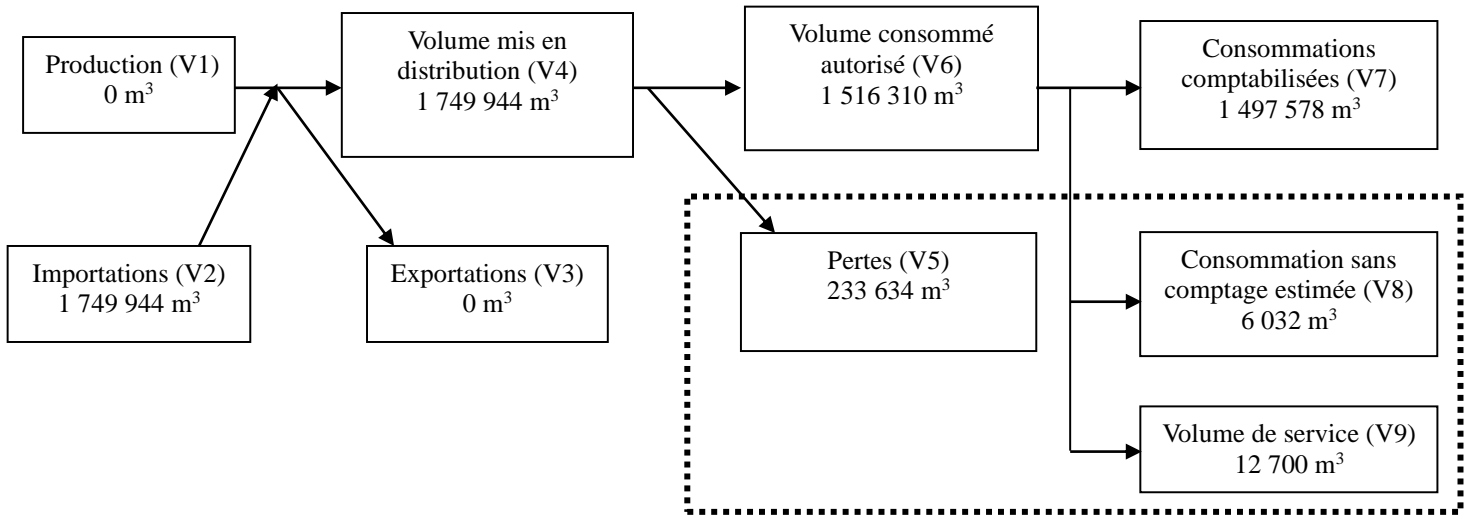 Production (V1)
0 m³
Volume mis en
distribution (V4)
1 749 944 m³
Volume consommé
autorisé (V6)
1 516 310 m³
Consommations
comptabilisées (V7)
1 497 578 m³
Importations (V2)
1 749 944 m³
Exportations (V3)
0 m³
Pertes (V5)
233 634 m³
Consommation sans
comptage estimée (V8)
6 032 m³
Volume de service (V9)
12 700 m³